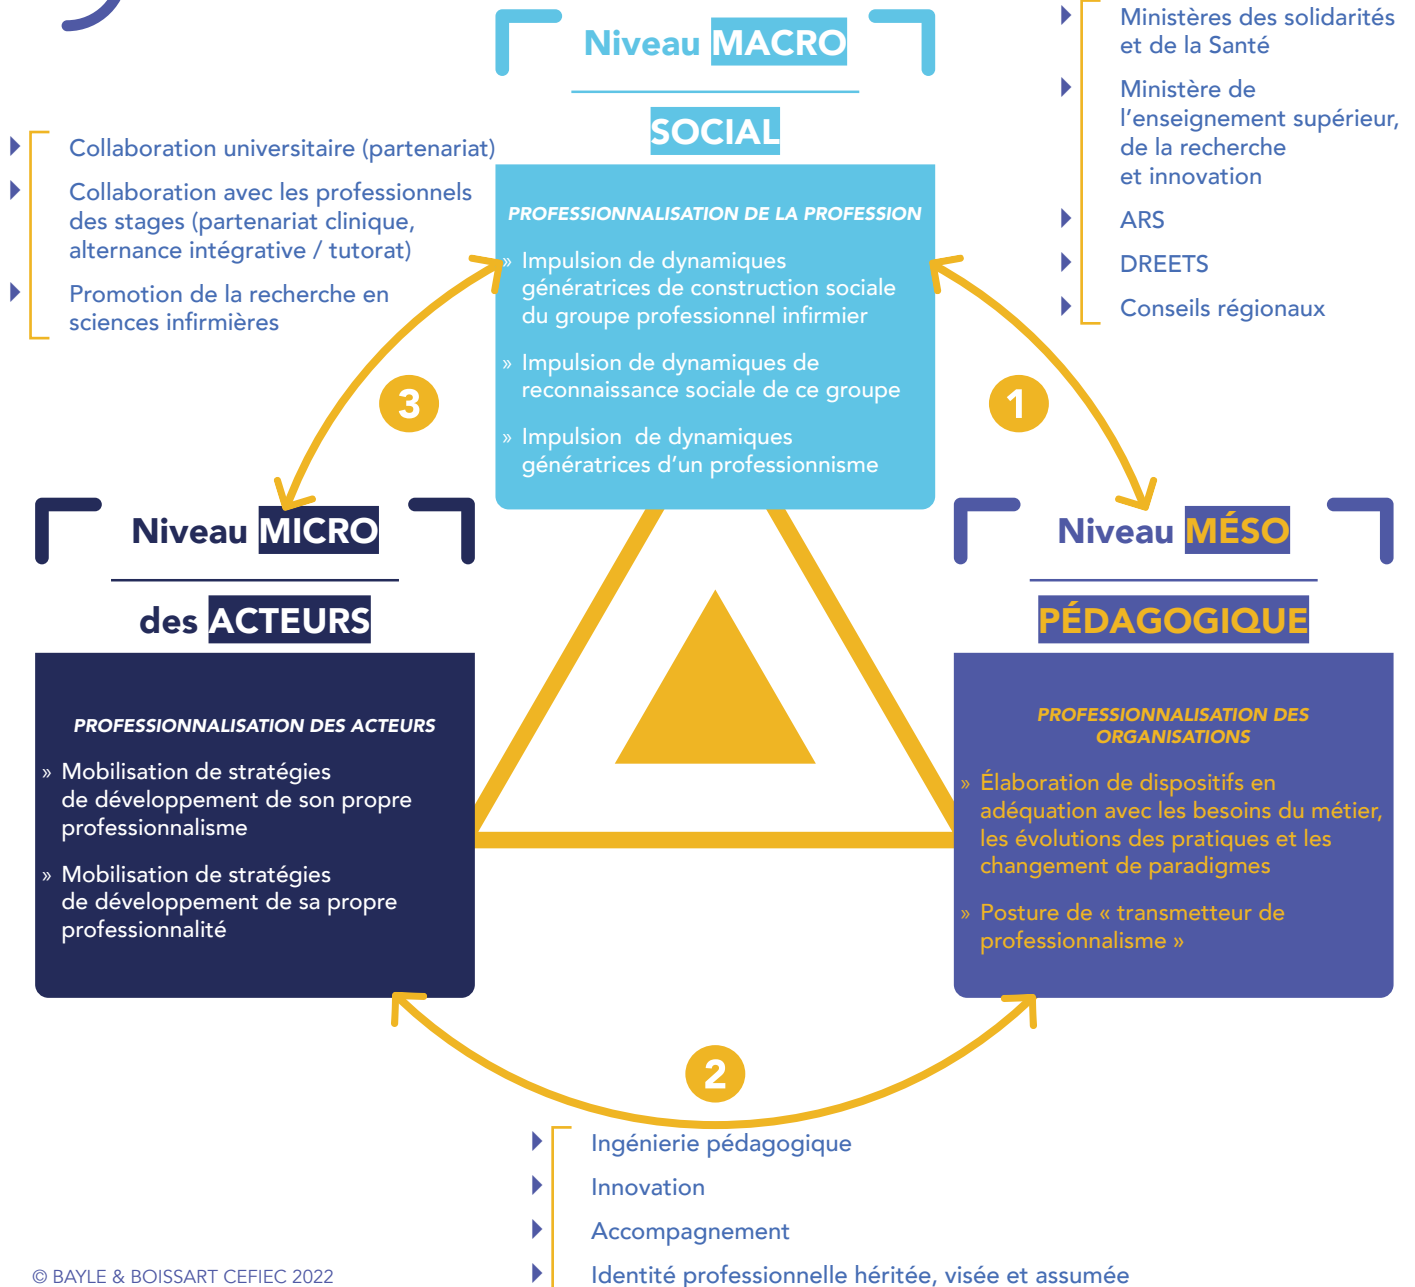 Niveau MACRO
SOCIAL
PROFESSIONNALISATION DE LA PROFESSION
» Impulsion de dynamiques
génératrices de construction sociale
du groupe professionnel infirmier
» Impulsion de dynamiques de
reconnaissance sociale de ce groupe
» Impulsion de dynamiques
génératrices d'un professionnisme
Ministères des solidarités
et de la Santé
Ministère de
l'enseignement supérieur,
de la recherche
et innovation
ARS
DREETS
Conseils régionaux
Collaboration universitaire (partenariat)
Collaboration avec les professionnels
des stages (partenariat clinique,
alternance intégrative / tutorat)
Promotion de la recherche en
sciences infirmières
3
1
Niveau MICRO
des ACTEURS
PROFESSIONNALISATION DES ACTEURS
» Mobilisation de stratégies
de développement de son propre
professionnalisme
» Mobilisation de stratégies
de développement de sa propre
professionnalité
Niveau MÉSO
PÉDAGOGIQUE
PROFESSIONNALISATION DES
ORGANISATIONS
» Élaboration de dispositifs en
adéquation avec les besoins du métier,
les évolutions des pratiques et les
changement de paradigmes
» Posture de « transmetteur de
professionnalisme »
2
Ingénierie pédagogique
Innovation
Accompagnement
Identité professionnelle héritée, visée et assumée
© BAYLE & BOISSART CEFIEC 2022